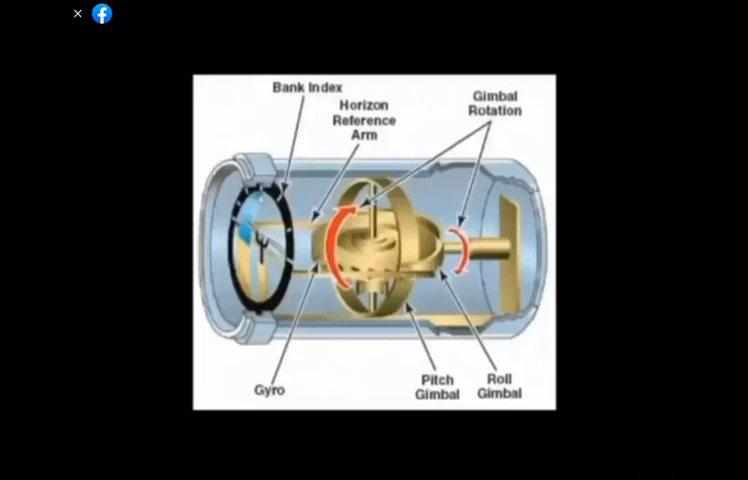 Bank Index
Horizon
Reference
Arm
Gimbal
Rotation
Gyro
Pitch
Gimbal
Roll
Gimbal